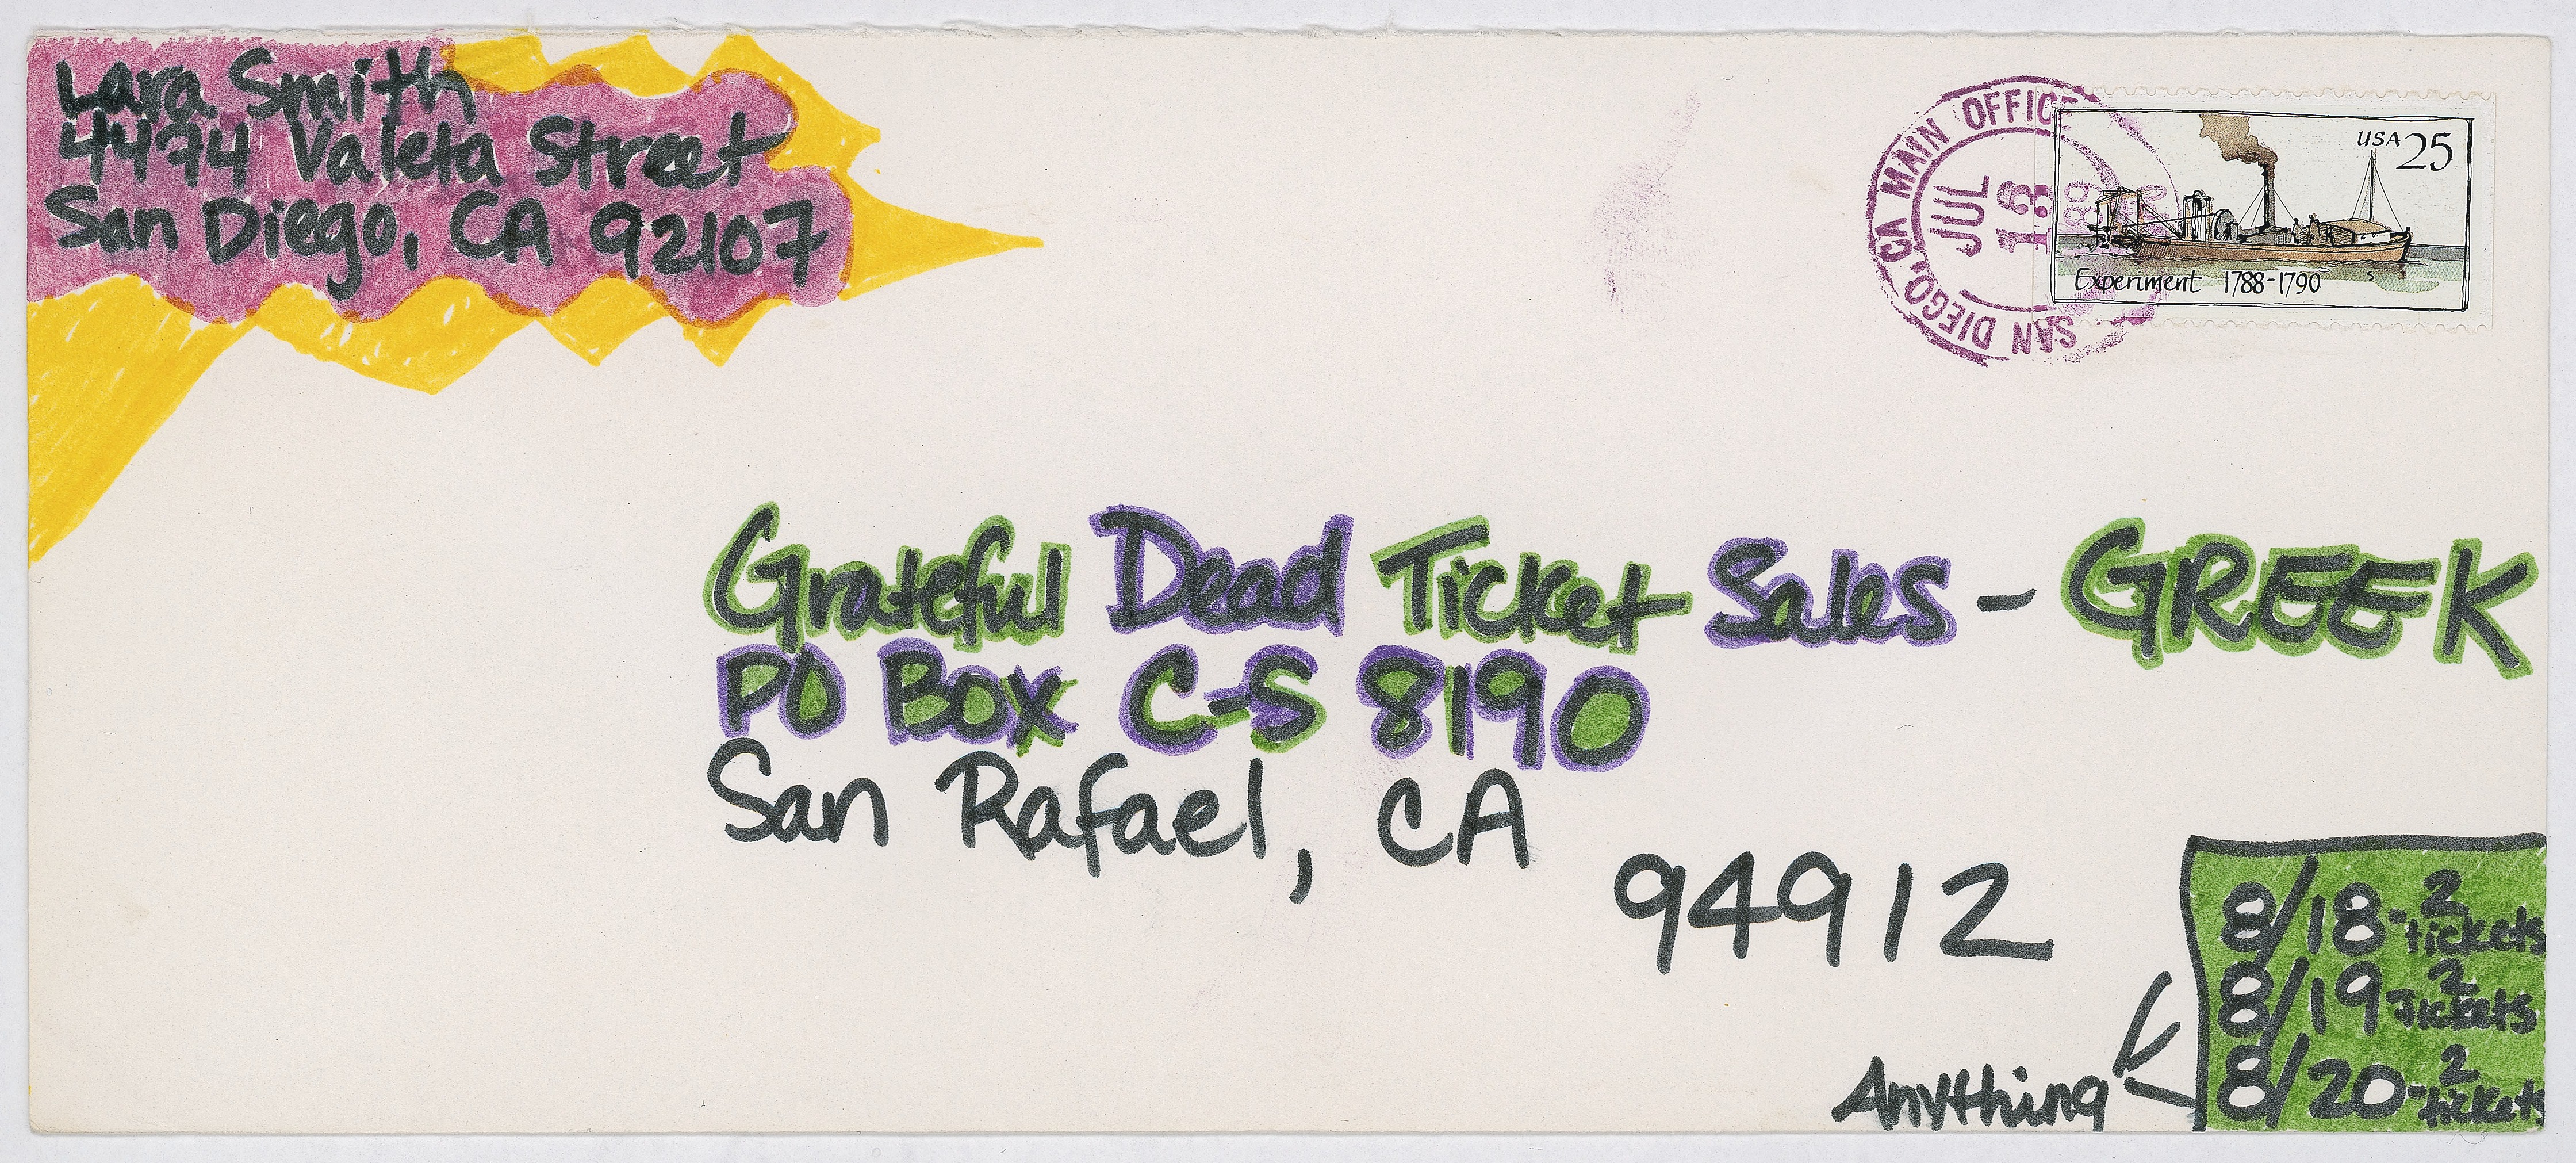 Lara Smith
4474 Valeta Street
San Diego, CA 92107
SAN DIEGO, CA MAIN OFFICE
JUL
USA 25
Experiment 1788-1790
Grateful Dead Ticket Sales - GREEK
PO Box C-S 8190
San Rafael, CA
94912
8/18-2 tickets
8/19 2 Tickets
8/20-2 tickets
Anything